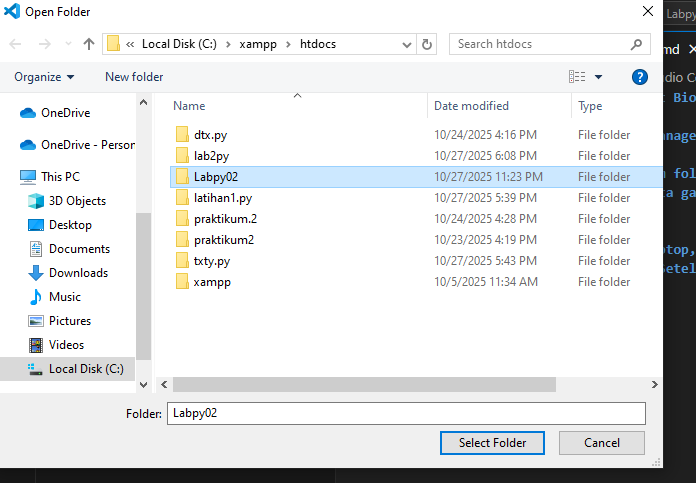 Open Folder
« Local Disk (C:) > xampp > htdocs
Search htdocs
Labpy
Organize
New folder
Name
Date modified
Type
OneDrive
OneDrive - Person
This PC
3D Objects
Desktop
Documents
Downloads
Music
Pictures
Videos
Local Disk (C:)
dtx.py 10/24/2025 4:16 PM File folder
lab2py 10/27/2025 6:08 PM File folder
Labpy02 10/27/2025 11:23 PM File folder
latihan1.py 10/27/2025 5:39 PM File folder
praktikum.2 10/24/2025 4:28 PM File folder
praktikum2 10/23/2025 4:19 PM File folder
txty.py 10/27/2025 5:43 PM File folder
xampp 10/5/2025 11:34 AM File folder
Folder: Labpy02
Select Folder
Cancel
md
dio Co
t Bio
nage
n fol
ta ga
ptop,
Setel